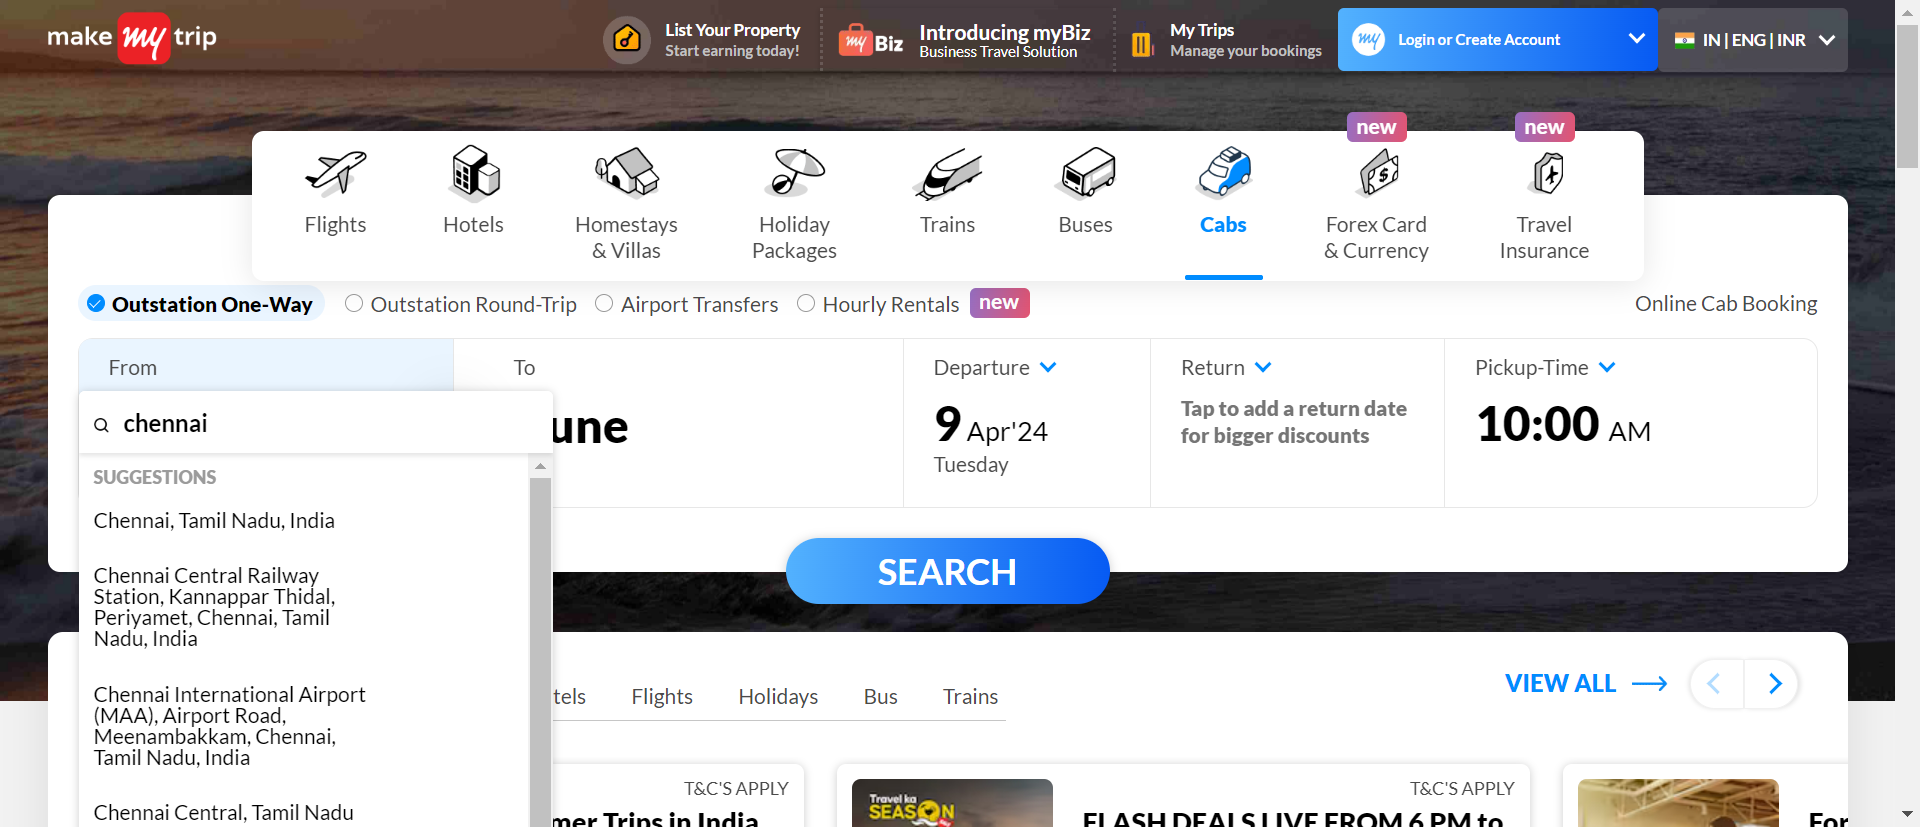 make my trip
List Your Property
Start earning today!
my Biz
Introducing myBiz
Business Travel Solution
My Trips
Manage your bookings
my Login or Create Account
IN | ENG | INR
new
new
Flights
Hotels
Homestays
& Villas
Holiday
Packages
Trains
Buses
Cabs
Forex Card
& Currency
Travel
Insurance
Outstation One-Way
Outstation Round-Trip
Airport Transfers
Hourly Rentals
new
Online Cab Booking
From
To
Departure
Return
Pickup-Time
chennai
une
9 Apr'24
Tuesday
Tap to add a return date
for bigger discounts
10:00 AM
SUGGESTIONS
Chennai, Tamil Nadu, India
Chennai Central Railway
Station, Kannappar Thidal,
Periyamet, Chennai, Tamil
Nadu, India
Chennai International Airport
(MAA), Airport Road,
Meenambakkam, Chennai,
Tamil Nadu, India
Chennai Central, Tamil Nadu
SEARCH
tels
Flights
Holidays
Bus
Trains
VIEW ALL
T&C'S APPLY
mer Trips in India
Travel ka
SEASON
T&C'S APPLY
FLASH DEALS LIVE FROM 6 PM to
For